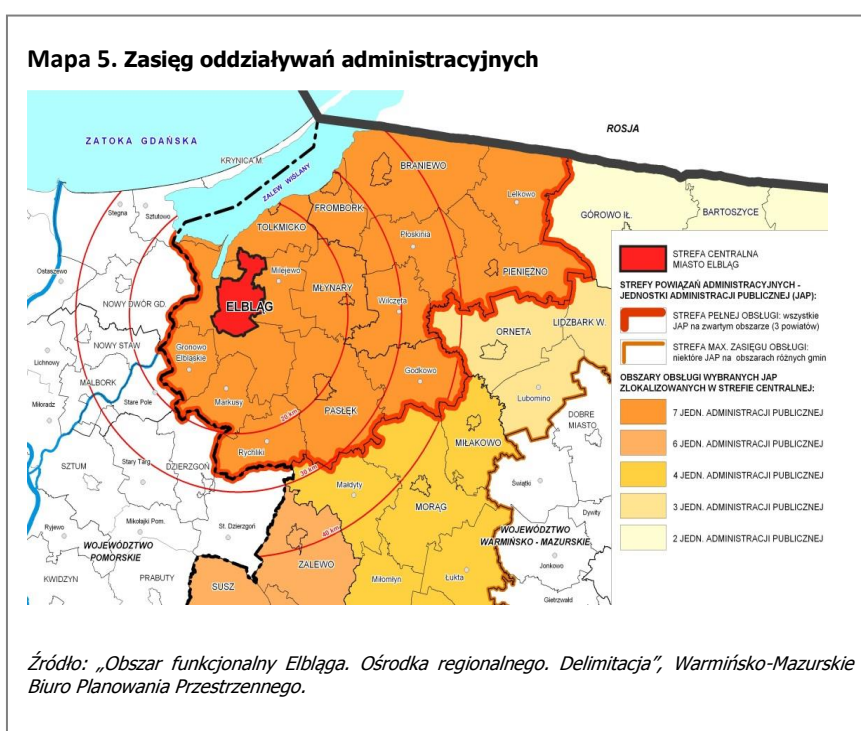 Mapa 5. Zasięg oddziaływań administracyjnych
ROSJA
ZATOKA GDAŃSKA
KRYNICA M.
BRANIEWO
ZALEW WIŚLANY
FROMBORK
Lelkowo
Stegna
Sztutowo
TOLKMICKO
GÓROWO IŁ.
BARTOSZYCE
Płoskinia
Ostaszewo
Milejewo
PIENIĘŻNO
MŁYNARY
NOWY DWÓR GD.
ELBLĄG
Wilczęta
ORNETA
LIDZBARK W.
NOWY STAW
Gronowo
Elbląskie
Lichnowy
Godkowo
MALBORK
Lubomino
Miłoradz
Stare Pole
Markusy
PASŁĘK
20 km
DOBRE
MIASTO
Rychliki
MIŁAKOWO
SZTUM
Stary Targ
DZIERZGOŃ
30 km
Małdyty
Świątki
MORĄG
Dywity
Ryjewo
Mikołajki Pom.
St. Dzierzgoń
40 km
WOJEWÓDZTWO
POMORSKIE
WOJEWÓDZTWO
WARMIŃSKO - MAZURSKIE
ZALEWO
Jonkowo
KWIDZYN
PRABUTY
SUSZ
Miłomłyn
Łukta
Gietrzwałd
STREFA CENTRALNA
MIASTO ELBLĄG
STREFY POWIĄZAŃ ADMINISTRACYJNYCH -
JEDNOSTKI ADMINISTRACJI PUBLICZNEJ (JAP):
STREFA PEŁNEJ OBSŁUGI: wszystkie
JAP na zwartym obszarze (3 powiatów)
STREFA MAX. ZASIĘGU OBSŁUGI:
niektóre JAP na obszarach różnych gmin
OBSZARY OBSŁUGI WYBRANYCH JAP
ZLOKALIZOWANYCH W STREFIE CENTRALNEJ:
7 JEDN. ADMINISTRACJI PUBLICZNEJ
6 JEDN. ADMINISTRACJI PUBLICZNEJ
4 JEDN. ADMINISTRACJI PUBLICZNEJ
3 JEDN. ADMINISTRACJI PUBLICZNEJ
2 JEDN. ADMINISTRACJI PUBLICZNEJ
Źródło: „Obszar funkcjonalny Elbląga. Ośrodka regionalnego. Delimitacja”, Warmińsko-Mazurskie
Biuro Planowania Przestrzennego.